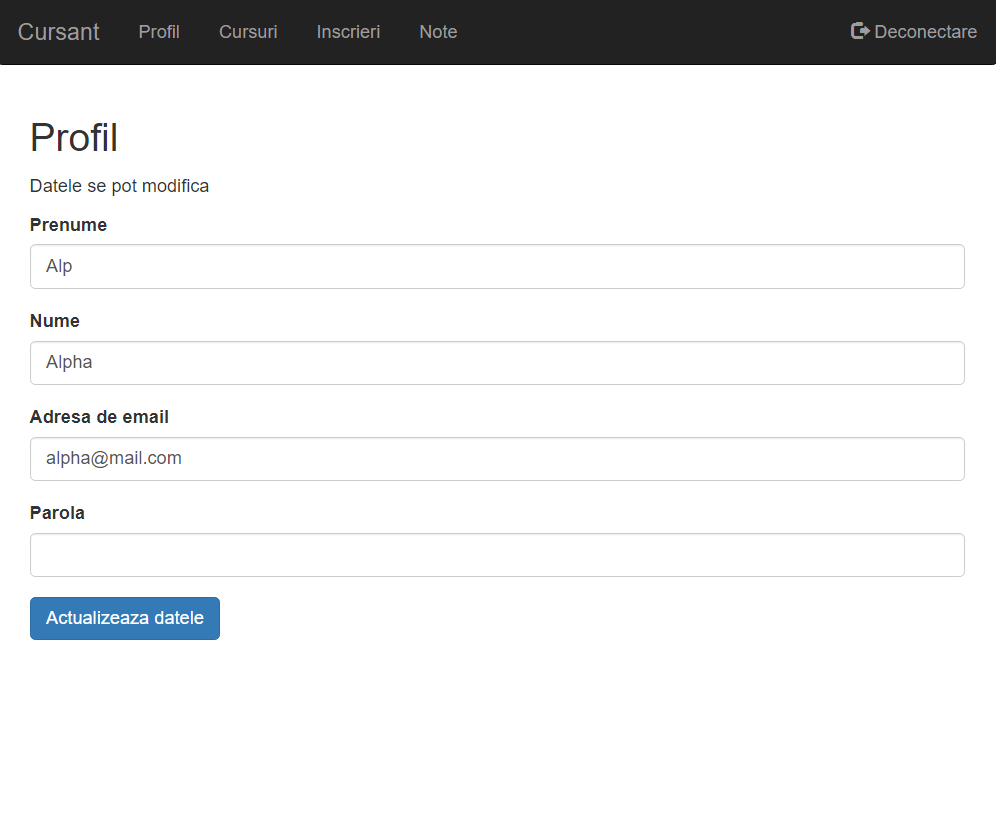 Cursant Profil Cursuri Inscrieri Note Deconectare
Profil
Datele se pot modifica
Prenume
Alp
Nume
Alpha
Adresa de email
alpha@mail.com
Parola
Actualizeaza datele